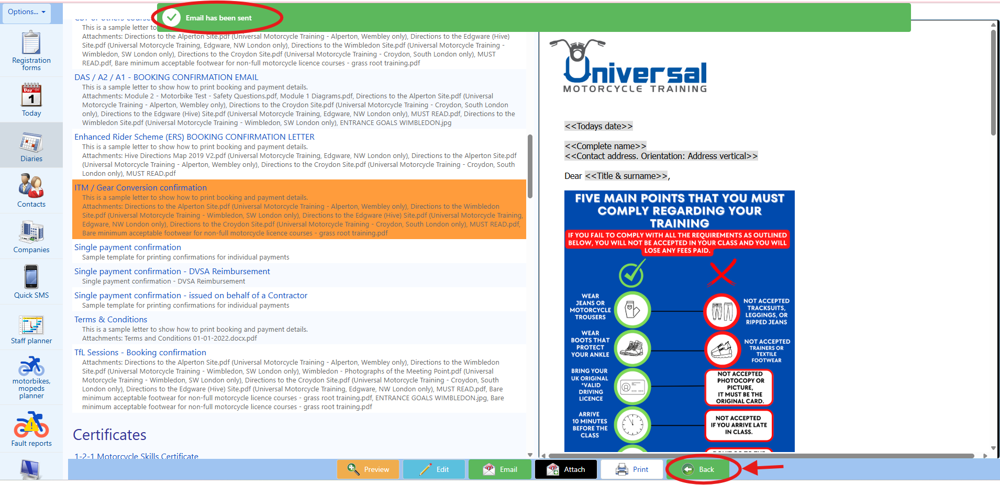 Options...
Registration
forms
Day
1
Today
Diaries
Contacts
Companies
Quick SMS
Staff planner
motorbikes,
mopeds
planner
Fault reports
Email has been sent
CBT or Others course
This is a sample letter to
Attachments: Directions to the Alperton Site.pdf (Universal Motorcycle Training - Alperton, Wembley only), Directions to the Edgware (Hive)
Site.pdf (Universal Motorcycle Training, Edgware, NW London only), Directions to the Wimbledon Site.pdf (Universal Motorcycle Training -
Wimbledon, SW London only), Directions to the Croydon Site.pdf (Universal Motorcycle Training - Croydon, South London only), MUST
READ.pdf, Bare minimum acceptable footwear for non-full motorcycle licence courses - grass root training.pdf
DAS / A2 / A1 - BOOKING CONFIRMATION EMAIL
This is a sample letter to show how to print booking and payment details.
Attachments: Module 2 - Motorbike Test - Safety Questions.pdf, Module 1 Diagrams.pdf, Directions to the Alperton Site.pdf (Universal
Motorcycle Training - Alperton, Wembley only), Directions to the Croydon Site.pdf (Universal Motorcycle Training - Croydon, South London
only), Directions to the Edgware (Hive) Site.pdf (Universal Motorcycle Training, Edgware, NW London only), MUST READ.pdf, Directions to the
Wimbledon Site.pdf (Universal Motorcycle Training - Wimbledon, SW London only), ENTRANCE GOALS WIMBLEDON.jpg
Enhanced Rider Scheme (ERS) BOOKING CONFIRMATION LETTER
This is a sample letter to show how to print booking and payment details.
Attachments: Hive Directions Map 2019 V2.pdf (Universal Motorcycle Training, Edgware, NW London only), Directions to the Alperton Site.pdf
(Universal Motorcycle Training - Alperton, Wembley only), Directions to the Croydon Site.pdf (Universal Motorcycle Training - Croydon, South
London only), MUST READ.pdf
ITM / Gear Conversion confirmation
This is a sample letter to show how to print booking and payment details.
Attachments: Directions to the Alperton Site.pdf (Universal Motorcycle Training - Alperton, Wembley only), Directions to the Wimbledon
Site.pdf (Universal Motorcycle Training - Wimbledon, SW London only), Directions to the Edgware (Hive) Site.pdf (Universal Motorcycle Training,
Edgware, NW London only), Directions to the Croydon Site.pdf (Universal Motorcycle Training - Croydon, South London only), MUST READ.pdf,
Bare minimum acceptable footwear for non-full motorcycle licence courses - grass root training.pdf
Single payment confirmation
Sample template for printing confirmations for individual payments
Single payment confirmation - DVSA Reimbursement
Single payment confirmation - DVSA Reimbursement
Single payment confirmation - issued on behalf of a Contractor
Sample template for printing confirmations for individual payments
Terms & Conditions
This is a sample letter to show how to print booking and payment details.
Attachments: Terms and Conditions 01-01-2022.docx.pdf
TfL Sessions - Booking confirmation
Attachments: Directions to the Alperton Site.pdf (Universal Motorcycle Training - Alperton, Wembley only), Directions to the Wimbledon
Site.pdf (Universal Motorcycle Training - Wimbledon, SW London only), Wimbledon - Photographs of the Meeting Point.pdf (Universal
Motorcycle Training - Wimbledon, SW London only), Directions to the Croydon Site.pdf (Universal Motorcycle Training - Croydon, South
London only), Directions to the Edgware (Hive) Site.pdf (Universal Motorcycle Training, Edgware, NW London only), MUST READ.pdf, Bare
minimum acceptable footwear for non-full motorcycle licence courses - grass root training.pdf, ENTRANCE GOALS WIMBLEDON.jpg, Bare
minimum acceptable footwear for non-full motorcycle licence courses - grass root training.pdf
Certificates
1-2-1 Motorcycle Skills Certificate
Universal
MOTORCYCLE TRAINING
<<Todays date>>
<<Complete name>>
<<Contact address. Orientation: Address vertical>>
Dear <<Title & surname>>,
FIVE MAIN POINTS THAT YOU MUST
COMPLY REGARDING YOUR
TRAINING
IF YOU FAIL TO COMPLY WITH ALL THE REQUIREMENTS AS OUTLINED
BELOW, YOU WILL NOT BE ACCEPTED IN YOUR CLASS AND YOU WILL
LOSE ANY FEES PAID.
WEAR
JEANS OR
MOTORCYCLE
TROUSERS
NOT ACCEPTED
TRACKSUITS,
LEGGINGS, OR
RIPPED JEANS
WEAR
BOOTS THAT
PROTECT
YOUR ANKLE
NOT ACCEPTED
TRAINERS OR
TEXTILE
FOOTWEAR
BRING YOUR
UK ORIGINAL
*VALID
DRIVING
LICENCE
NOT ACCEPTED
PHOTOCOPY OR
PICTURE,
IT MUST BE THE
ORIGINAL CARD.
ARRIVE
10 MINUTES
BEFORE THE
CLASS
NOT ACCEPTED
IF YOU ARRIVE LATE
IN CLASS.
Preview
Edit
Email
Attach
Print
Back